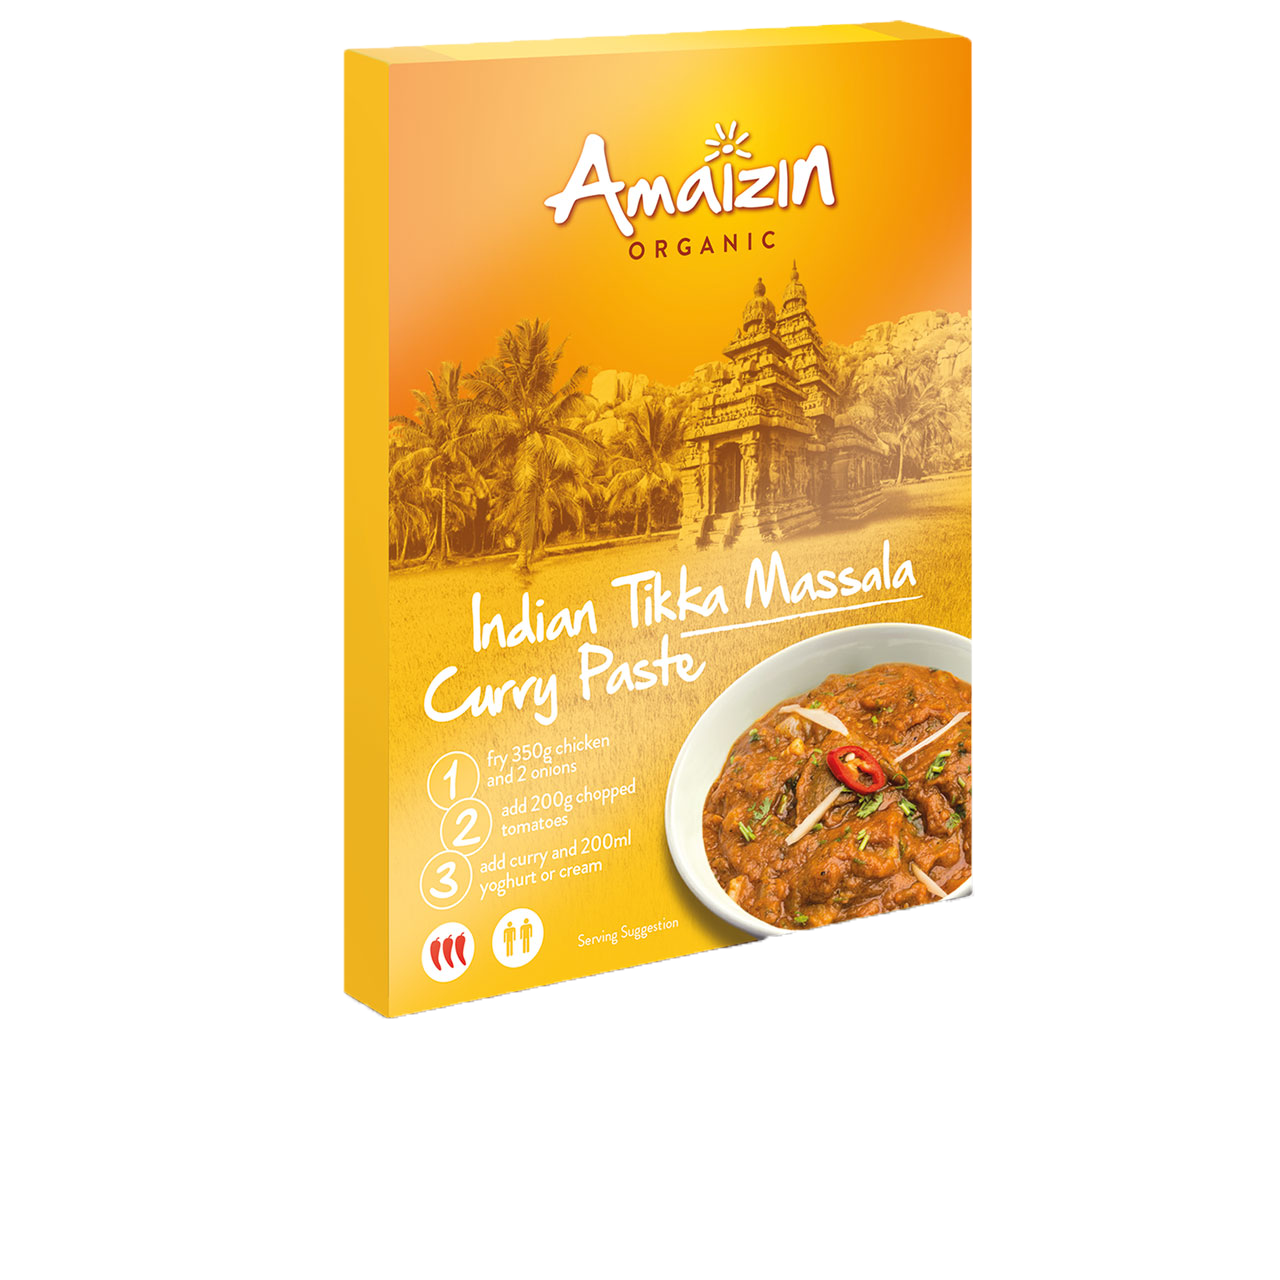 Amaizin
ORGANIC
Indian Tikka Massala
Curry Paste
1 fry 350g chicken
and 2 onions
2 add 200g chopped
tomatoes
3 add curry and 200ml
yoghurt or cream
Serving Suggestion